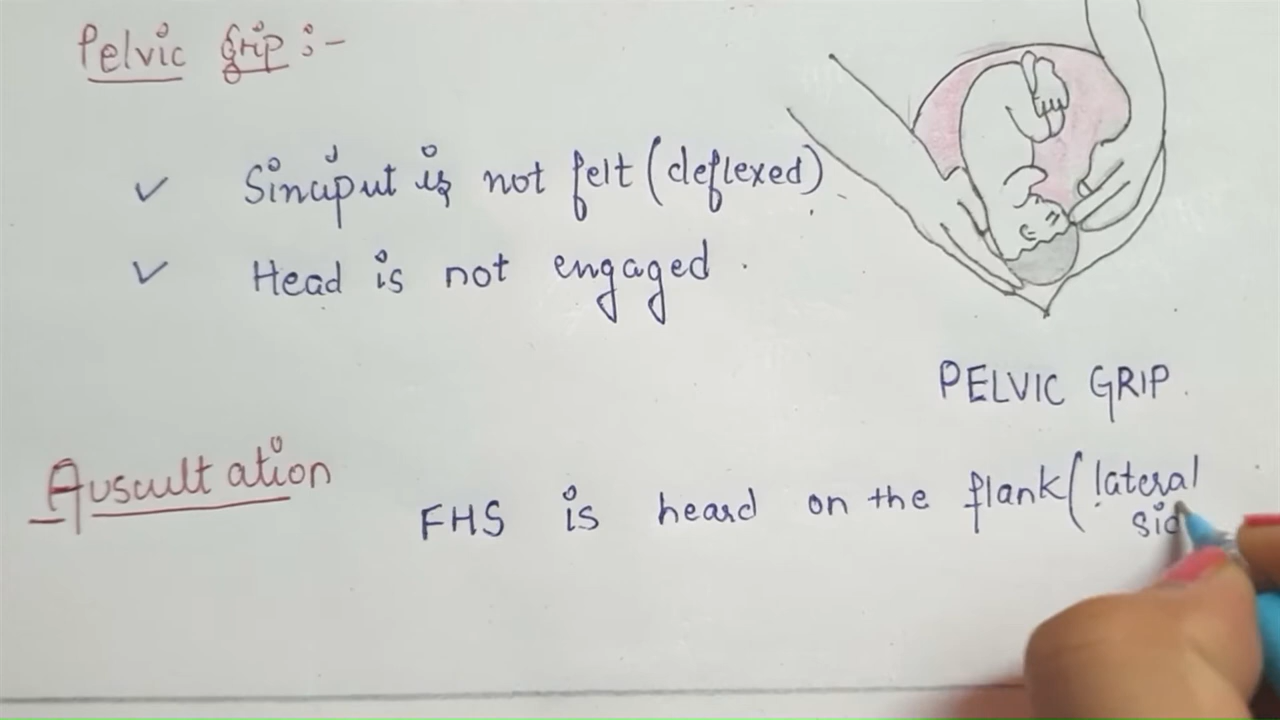 Pelvic Grip :-
✓ Sinciput is not felt (deflexed)
✓ Head is not engaged .
PELVIC GRIP .
Auscultation
FHS is heard on the flank (lateral
sid